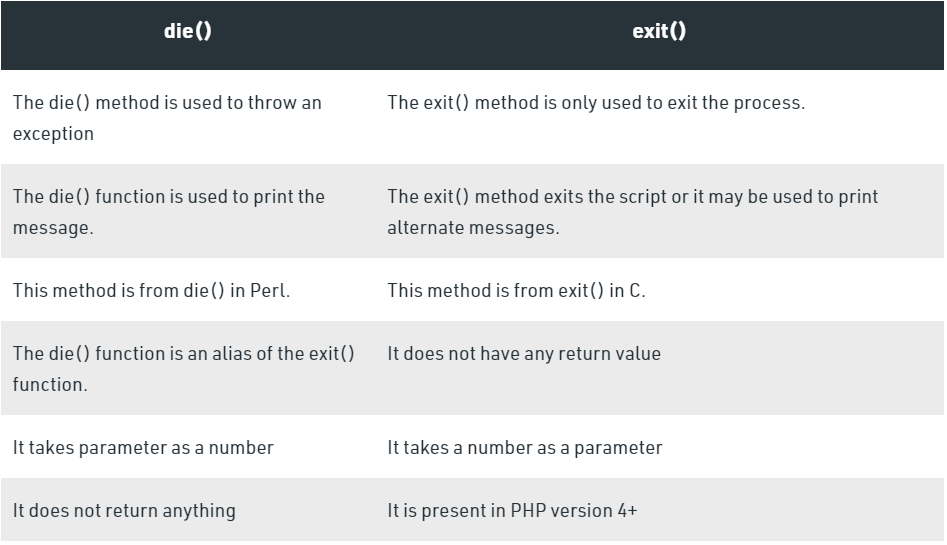 die() exit()
The die() method is used to throw an The exit() method is only used to exit the process.
exception
The die() function is used to print the The exit() method exits the script or it may be used to print
message. alternate messages.
This method is from die() in Perl. This method is from exit() in C.
The die() function is an alias of the exit() It does not have any return value
function.
It takes parameter as a number It takes a number as a parameter
It does not return anything It is present in PHP version 4+